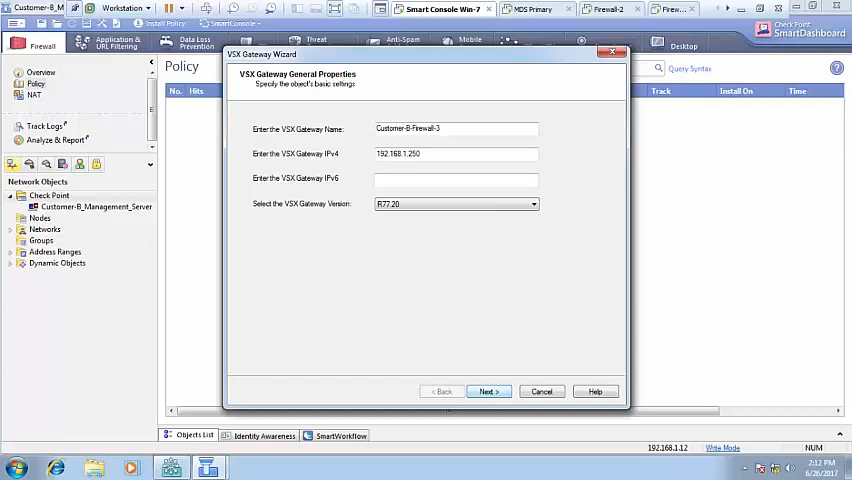 Customer-B_M
Workstation
Smart Console Win-7
MDS Primary
Firewall-2
Firew...
Install Policy
SmartConsole
Firewall
Application &
URL Filtering
Data Loss
Prevention
Threat
Anti-Spam
Mobile
Desktop
Check Point
SmartDashboard
Overview
Policy
NAT
Track Logs
Analyze & Report
Network Objects
Check Point
Customer-B_Management_Server
Nodes
Networks
Groups
Address Ranges
Dynamic Objects
Policy
Query Syntax
No.
Hits
Track
Install On
Time
VSX Gateway Wizard
VSX Gateway General Properties
Specify the object's basic settings
Enter the VSX Gateway Name:
Customer-B-Firewall-3
Enter the VSX Gateway IPv4
192.168.1.250
Enter the VSX Gateway IPv6
Select the VSX Gateway Version:
R77.20
< Back
Next >
Cancel
Help
Objects List
Identity Awareness
SmartWorkflow
192.168.1.12
Write Mode
NUM
2:12 PM
6/26/2017